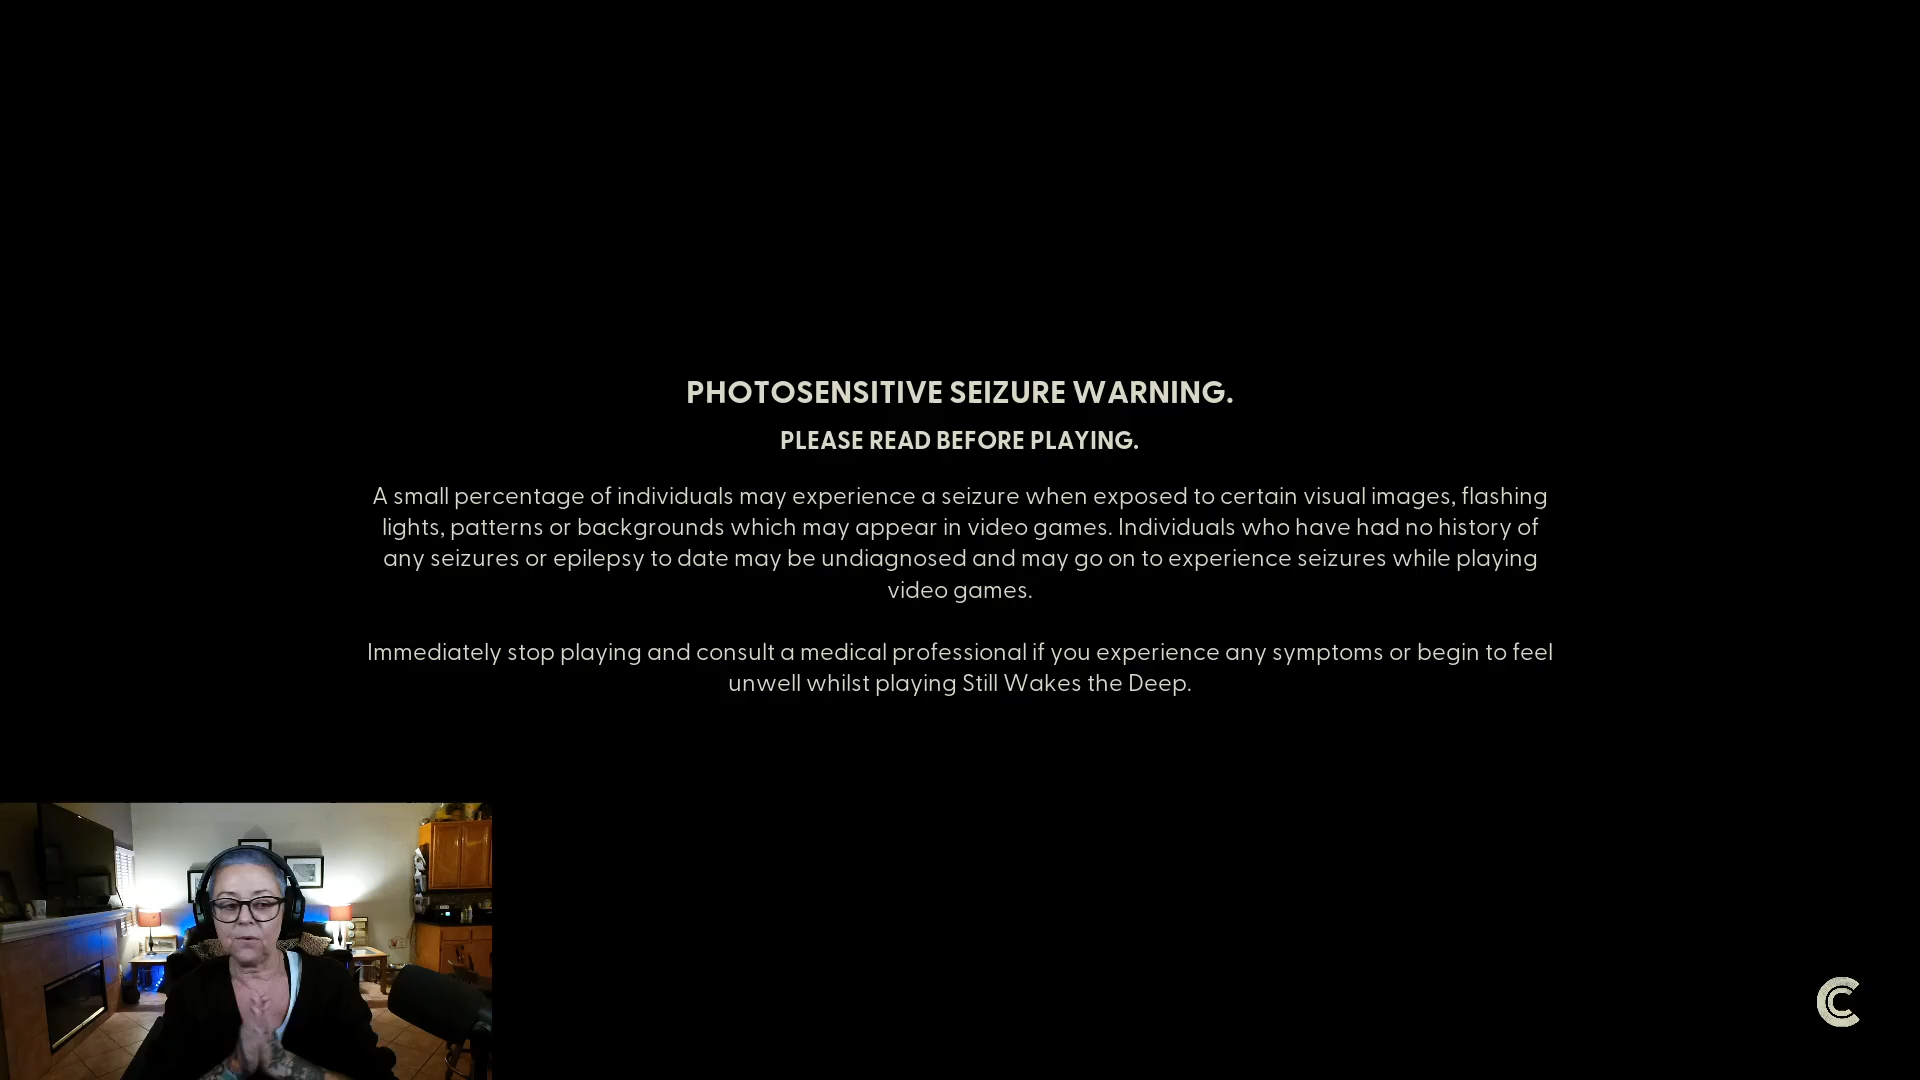 PHOTOSENSITIVE SEIZURE WARNING.
PLEASE READ BEFORE PLAYING.
A small percentage of individuals may experience a seizure when exposed to certain visual images, flashing
lights, patterns or backgrounds which may appear in video games. Individuals who have had no history of
any seizures or epilepsy to date may be undiagnosed and may go on to experience seizures while playing
video games.
Immediately stop playing and consult a medical professional if you experience any symptoms or begin to feel
unwell whilst playing Still Wakes the Deep.